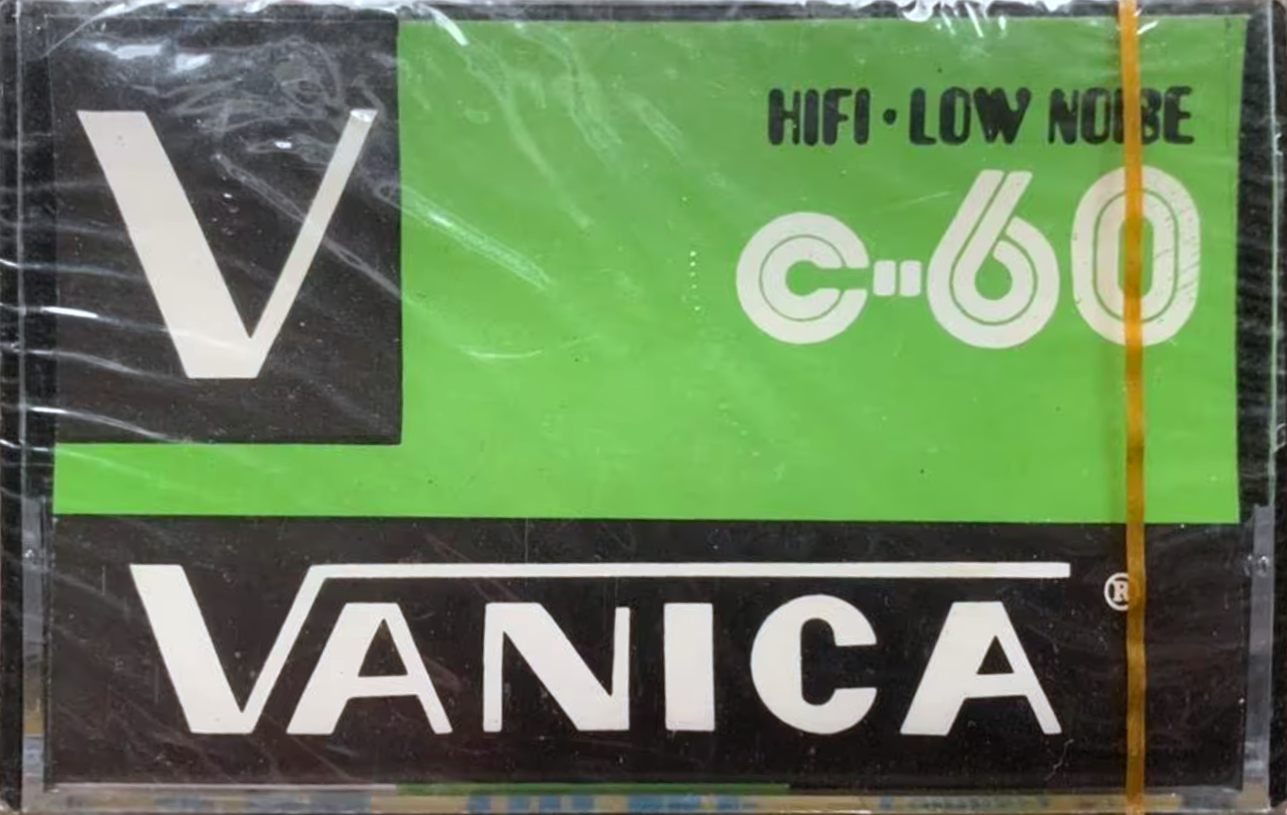 V
HIFI · LOW NOISE
C-60
VANICA ®